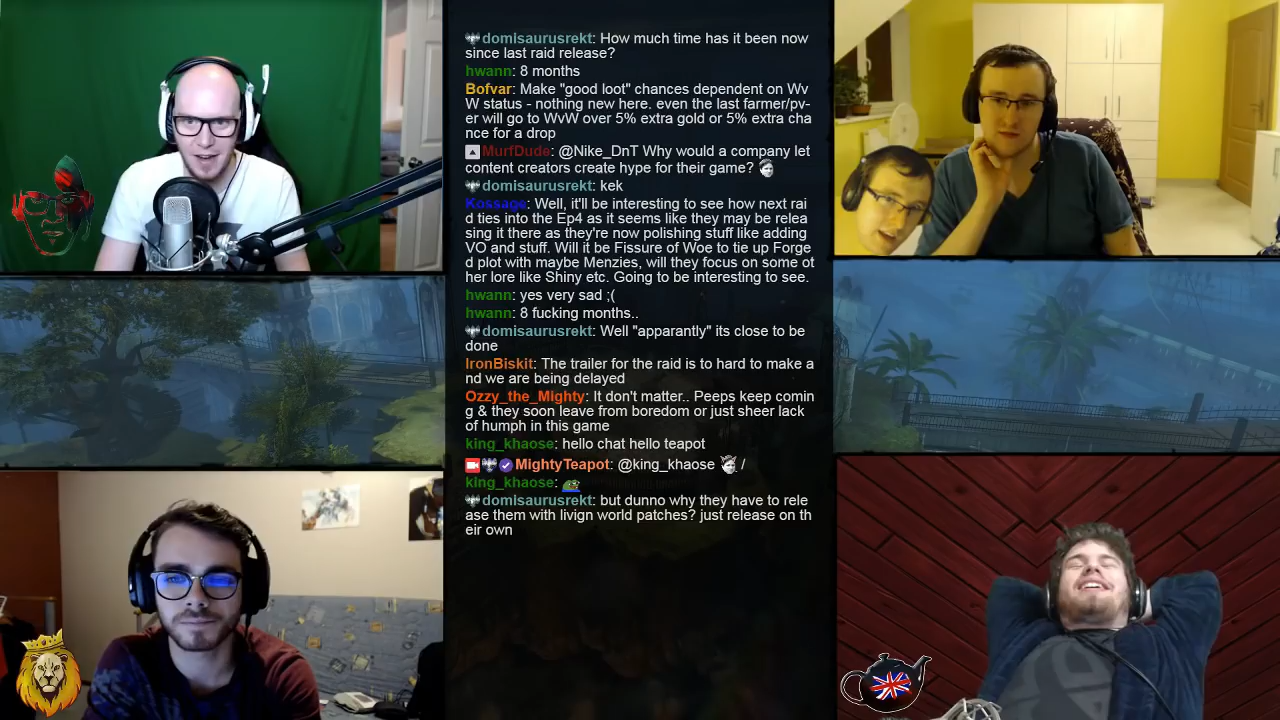 domisaurusrekt: How much time has it been now
since last raid release?
hwann: 8 months
Bofvar: Make "good loot" chances dependent on Wv
W status - nothing new here. even the last farmer/pv-
er will go to WvW over 5% extra gold or 5% extra cha
nce for a drop
MurfDude: @Nike_DnT Why would a company let
content creators create hype for their game?
domisaurusrekt: kek
Kossage: Well, it'll be interesting to see how next rai
d ties into the Ep4 as it seems like they may be relea
sing it there as they're now polishing stuff like adding
VO and stuff. Will it be Fissure of Woe to tie up Forge
d plot with maybe Menzies, will they focus on some ot
her lore like Shiny etc. Going to be interesting to see.
hwann: yes very sad ;(
hwann: 8 fucking months..
domisaurusrekt: Well "apparantly" its close to be
done
IronBiskit: The trailer for the raid is to hard to make a
nd we are being delayed
Ozzy_the_Mighty: It don't matter.. Peeps keep comin
g & they soon leave from boredom or just sheer lack
of humph in this game
king_khaose: hello chat hello teapot
MightyTeapot: @king_khaose /
king_khaose:
domisaurusrekt: but dunno why they have to rele
ase them with livign world patches? just release on th
eir own